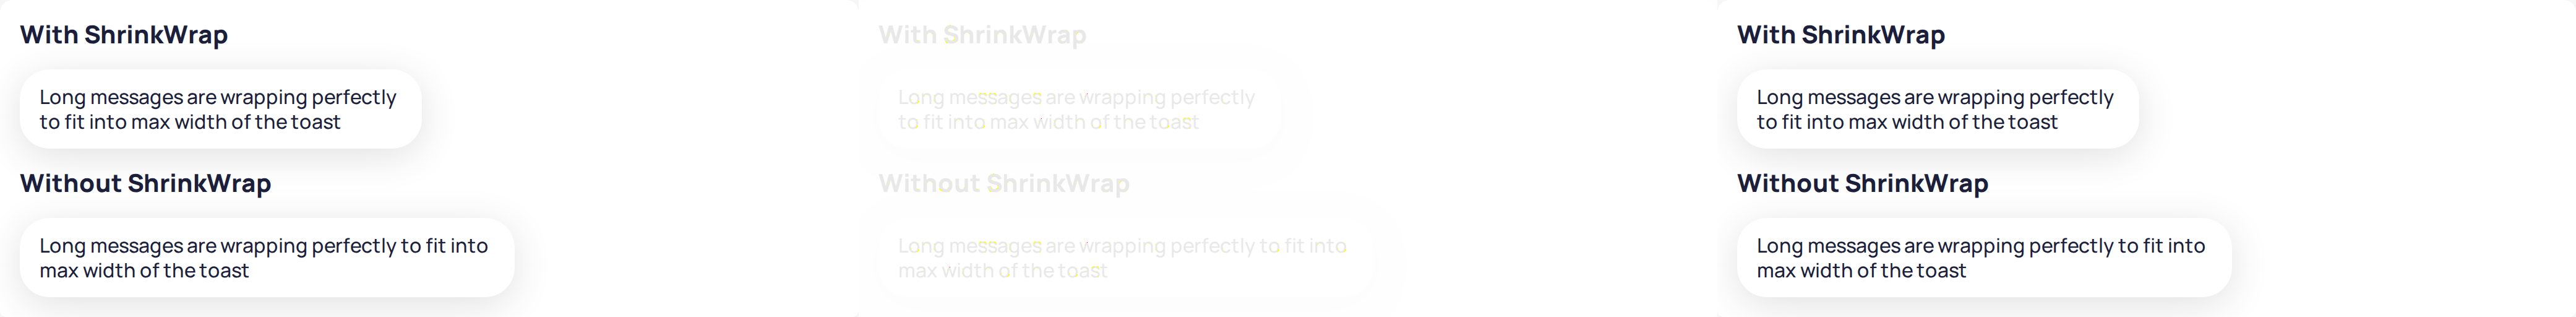 With ShrinkWrap
Long messages are wrapping perfectly
to fit into max width of the toast
Without ShrinkWrap
Long messages are wrapping perfectly to fit into
max width of the toast
With ShrinkWrap
Long messages are wrapping perfectly
to fit into max width of the toast
Without ShrinkWrap
Long messages are wrapping perfectly to fit into
max width of the toast
With ShrinkWrap
Long messages are wrapping perfectly
to fit into max width of the toast
Without ShrinkWrap
Long messages are wrapping perfectly to fit into
max width of the toast